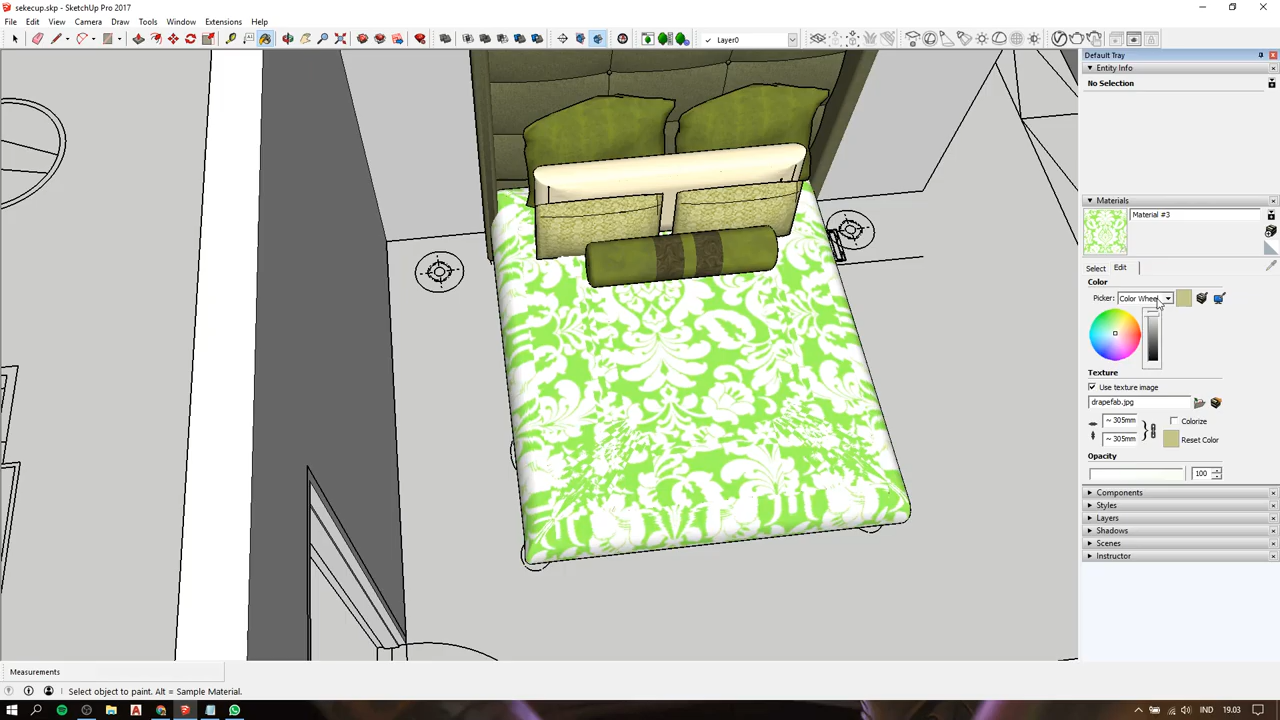 sekecup.skp - SketchUp Pro 2017
File Edit View Camera Draw Tools Window Extensions Help
Layer0
Default Tray
Entity Info
No Selection
Materials
Material #3
Select Edit
Color
Picker: Color Wheel
Texture
Use texture image
drapefab.jpg
~ 305mm Colorize
~ 305mm Reset Color
Opacity
100
Components
Styles
Layers
Shadows
Scenes
Instructor
Measurements
Select object to paint. Alt = Sample Material.
IND 19.03